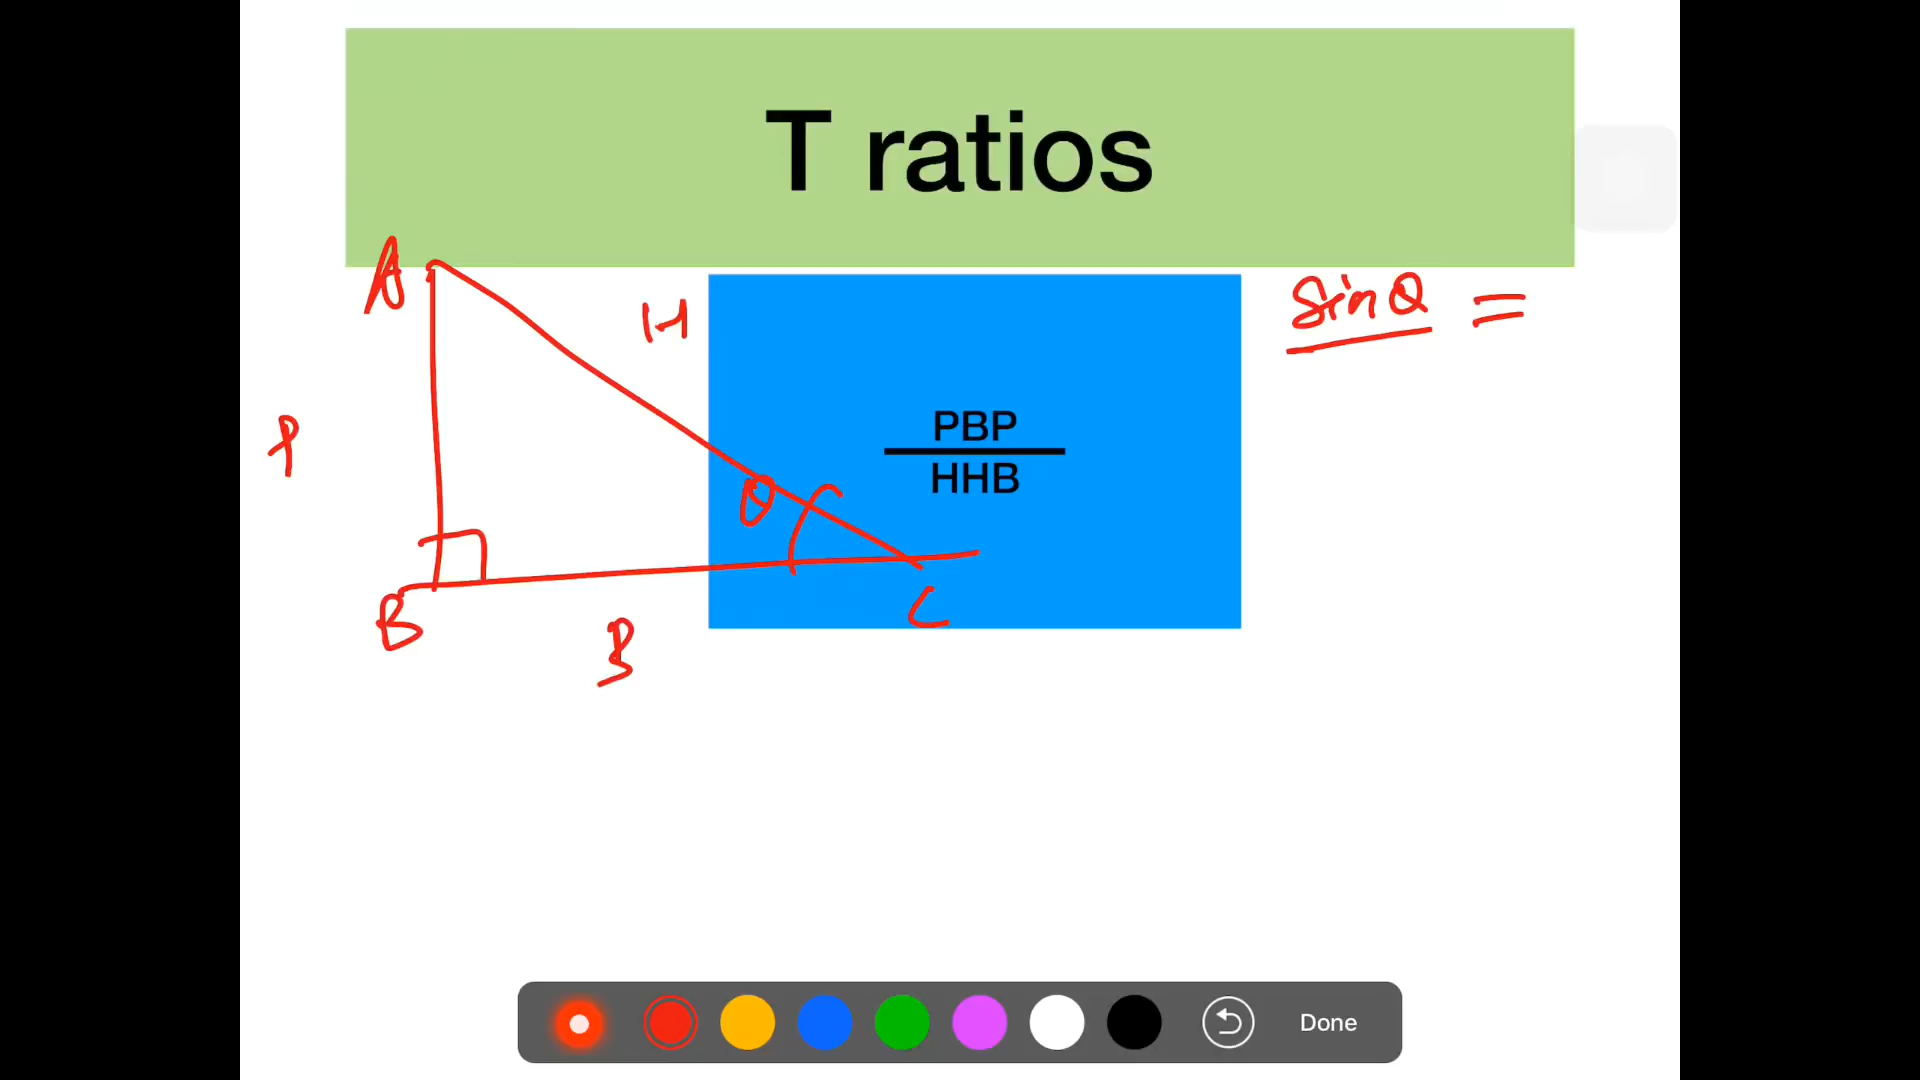 T ratios
A
H
sin θ =
P
PBP
HHB
θ
B
C
B
Done